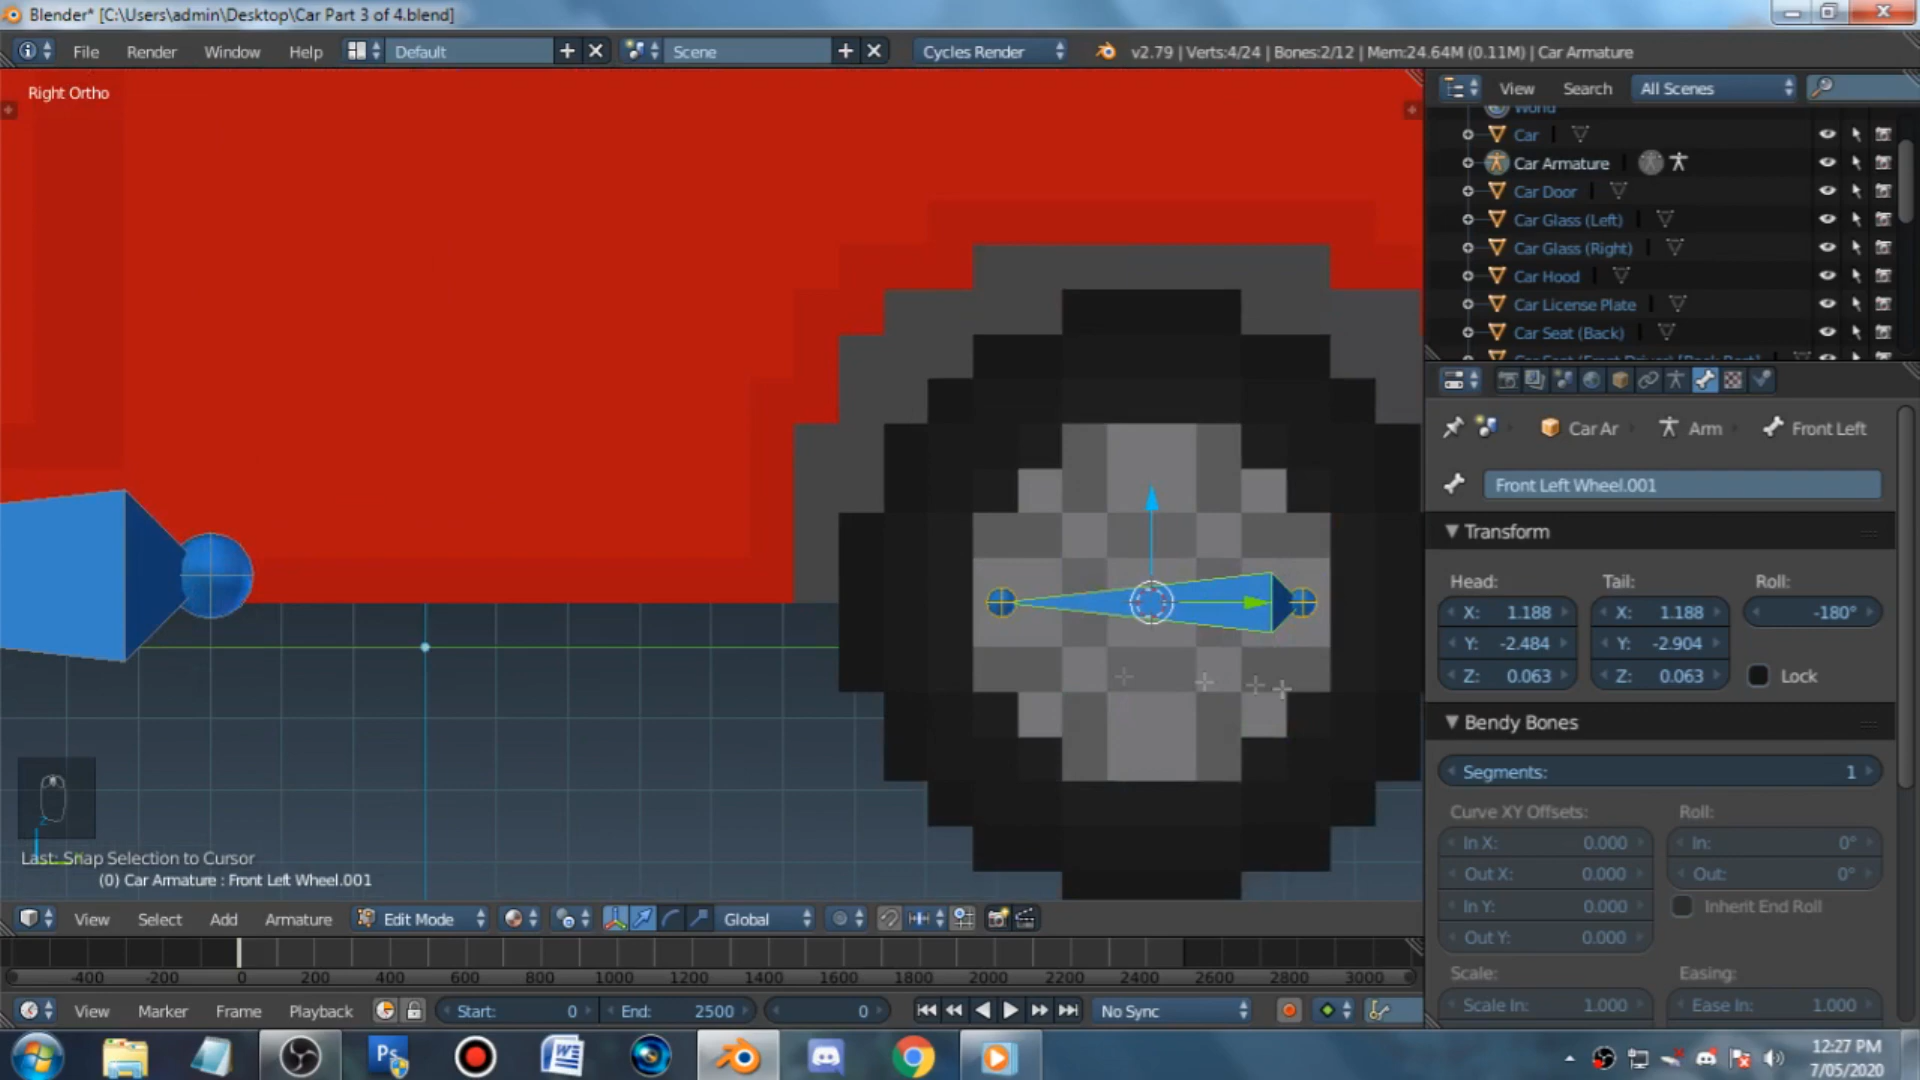 Blender* [C:\Users\admin\Desktop\Car Part 3 of 4.blend]
File Render Window Help Default Scene Cycles Render v2.79 | Verts:4/24 | Bones:2/12 | Mem:24.64M (0.11M) | Car Armature
Right Ortho
View Search All Scenes
World
Car
Car Armature
Car Door
Car Glass (Left)
Car Glass (Right)
Car Hood
Car License Plate
Car Seat (Back)
Car Seat (Front Driver) [Back Part]
Car Ar Arm Front Left
Front Left Wheel.001
Transform
Head: Tail: Roll:
X: 1.188 X: 1.188 -180°
Y: -2.484 Y: -2.904
Z: 0.063 Z: 0.063 Lock
Bendy Bones
Segments: 1
Curve XY Offsets: Roll:
In X: 0.000 In: 0°
Out X: 0.000 Out: 0°
In Y: 0.000 Inherit End Roll
Out Y: 0.000
Scale: Easing:
Scale In: 1.000 Ease In: 1.000
Z
Last: Snap Selection to Cursor
(0) Car Armature : Front Left Wheel.001
View Select Add Armature Edit Mode Global
-400 -200 0 200 400 600 800 1000 1200 1400 1600 1800 2000 2200 2400 2600 2800 3000
View Marker Frame Playback Start: 0 End: 2500 0 No Sync
Ps W
12:27 PM
7/05/2020